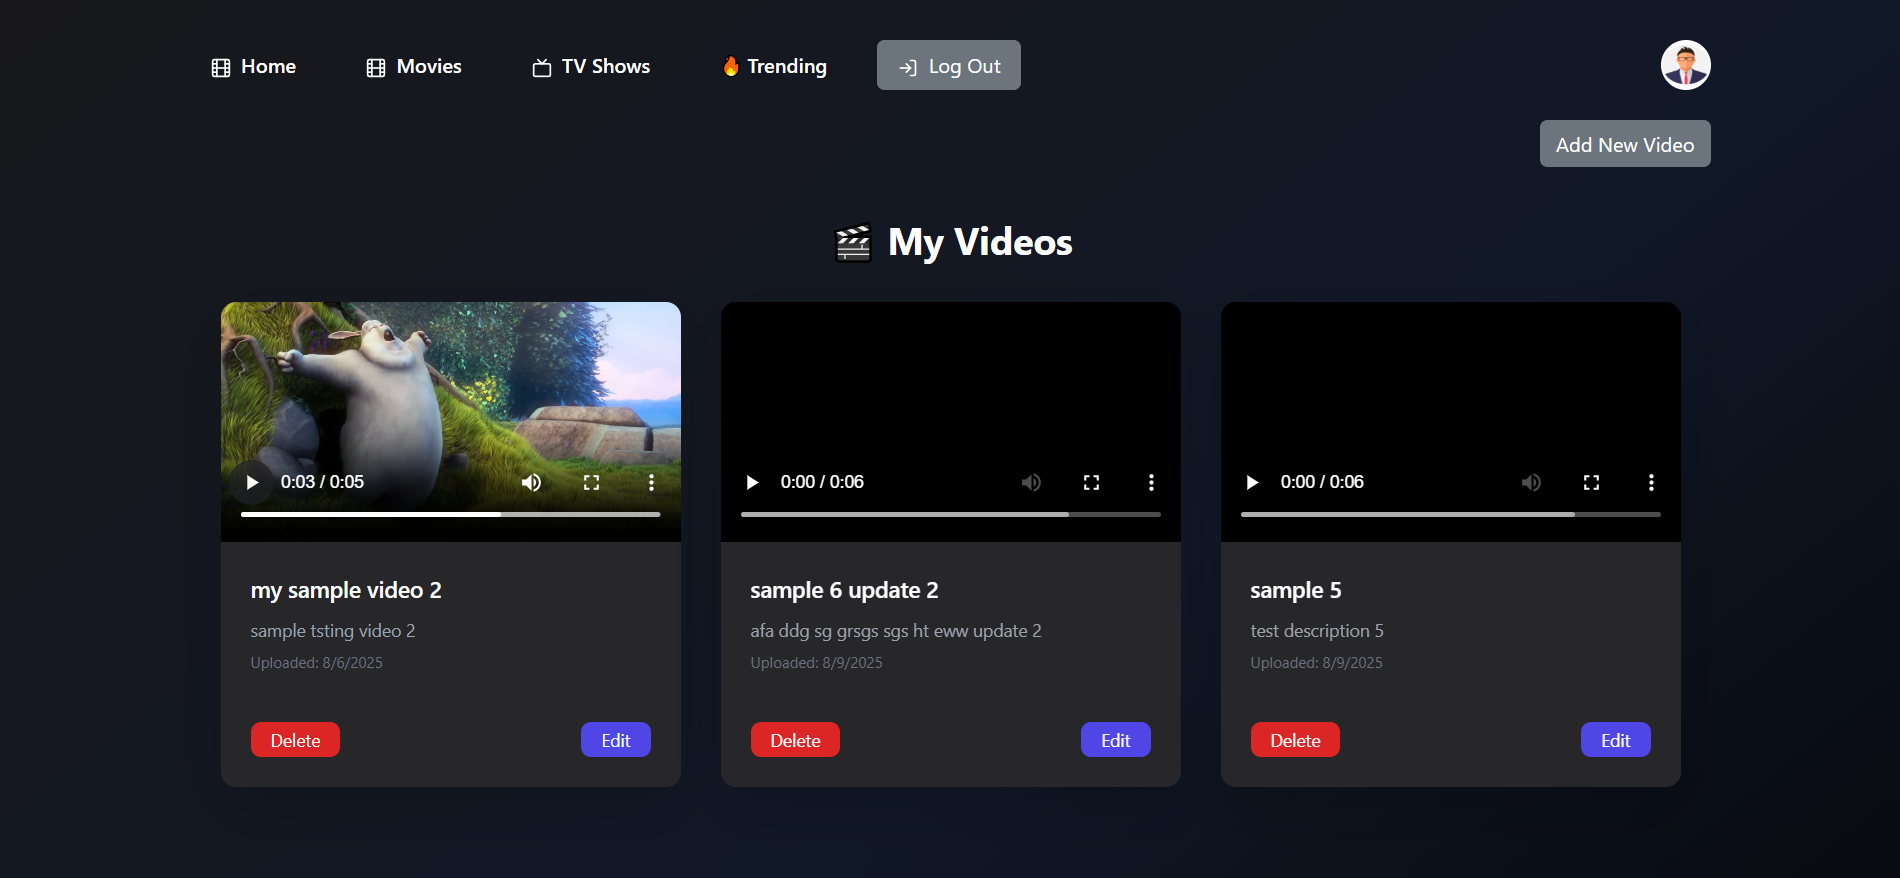 Home Movies TV Shows 🔥 Trending Log Out
Add New Video
🎬 My Videos
0:03 / 0:05
0:00 / 0:06
0:00 / 0:06
my sample video 2
sample tsting video 2
Uploaded: 8/6/2025
Delete Edit
sample 6 update 2
afa ddg sg grsgs sgs ht eww update 2
Uploaded: 8/9/2025
Delete Edit
sample 5
test description 5
Uploaded: 8/9/2025
Delete Edit